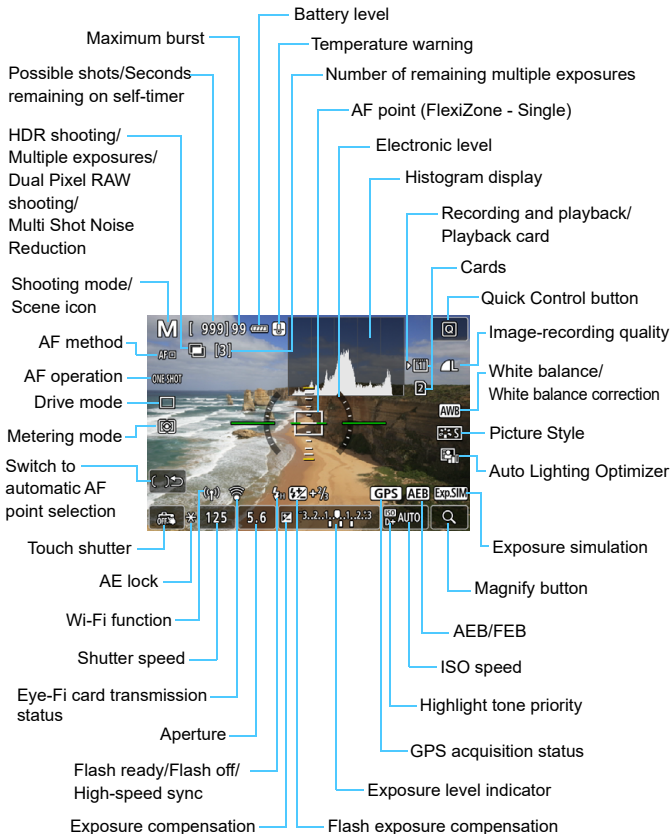 Battery level
Maximum burst
Temperature warning
Possible shots/Seconds
remaining on self-timer
Number of remaining multiple exposures
AF point (FlexiZone - Single)
HDR shooting/
Multiple exposures/
Dual Pixel RAW
shooting/
Multi Shot Noise
Reduction
Electronic level
Histogram display
Recording and playback/
Playback card
Cards
Shooting mode/
Scene icon
Quick Control button
M [ 999] 99
Q
AF method
AF
[3]
1
Image-recording quality
L
AF operation
ONE SHOT
2
White balance/
White balance correction
AWB
Drive mode
Metering mode
S
Picture Style
Auto Lighting Optimizer
Switch to
automatic AF
point selection
H
+2/3
GPS
AEB
Exp.SIM
OFF
125
5.6
-3..2..1..0..1..2.:3
ISO
D+
AUTO
Exposure simulation
Touch shutter
AE lock
Magnify button
Wi-Fi function
AEB/FEB
Shutter speed
ISO speed
Eye-Fi card transmission
status
Highlight tone priority
Aperture
GPS acquisition status
Flash ready/Flash off/
High-speed sync
Exposure level indicator
Exposure compensation
Flash exposure compensation